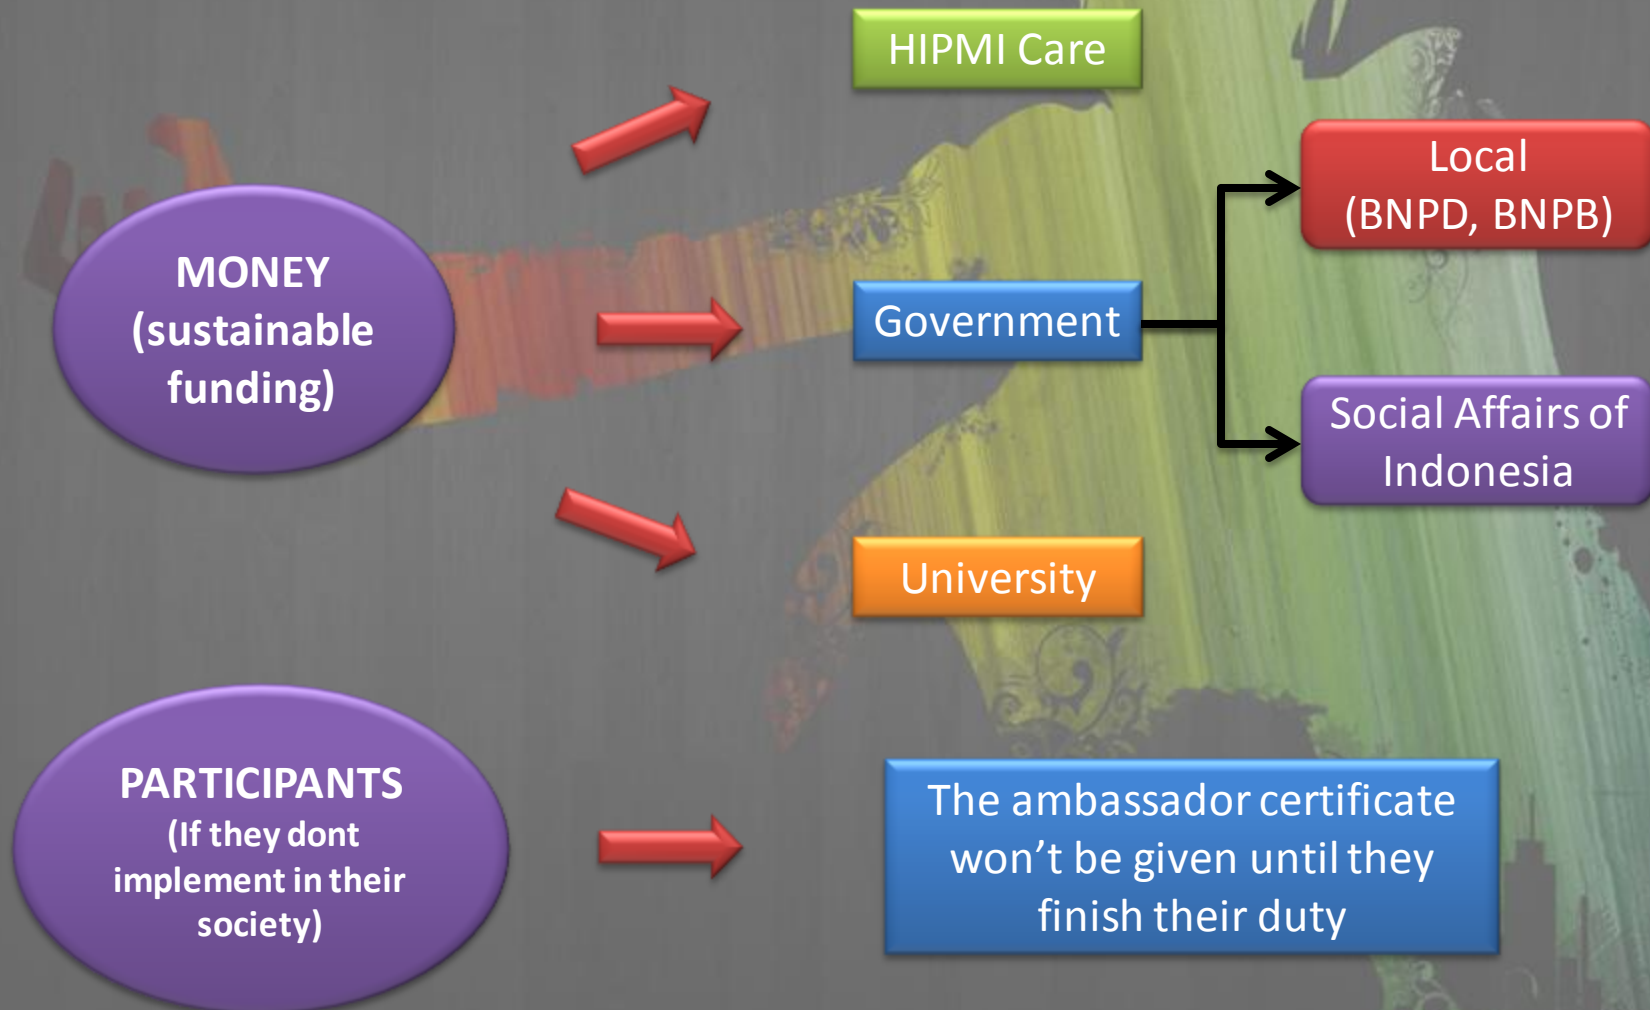 HIPMI Care
Local
(BNPD, BNPB)
MONEY
(sustainable
funding)
Government
Social Affairs of
Indonesia
University
PARTICIPANTS
(If they dont
implement in their
society)
The ambassador certificate
won’t be given until they
finish their duty